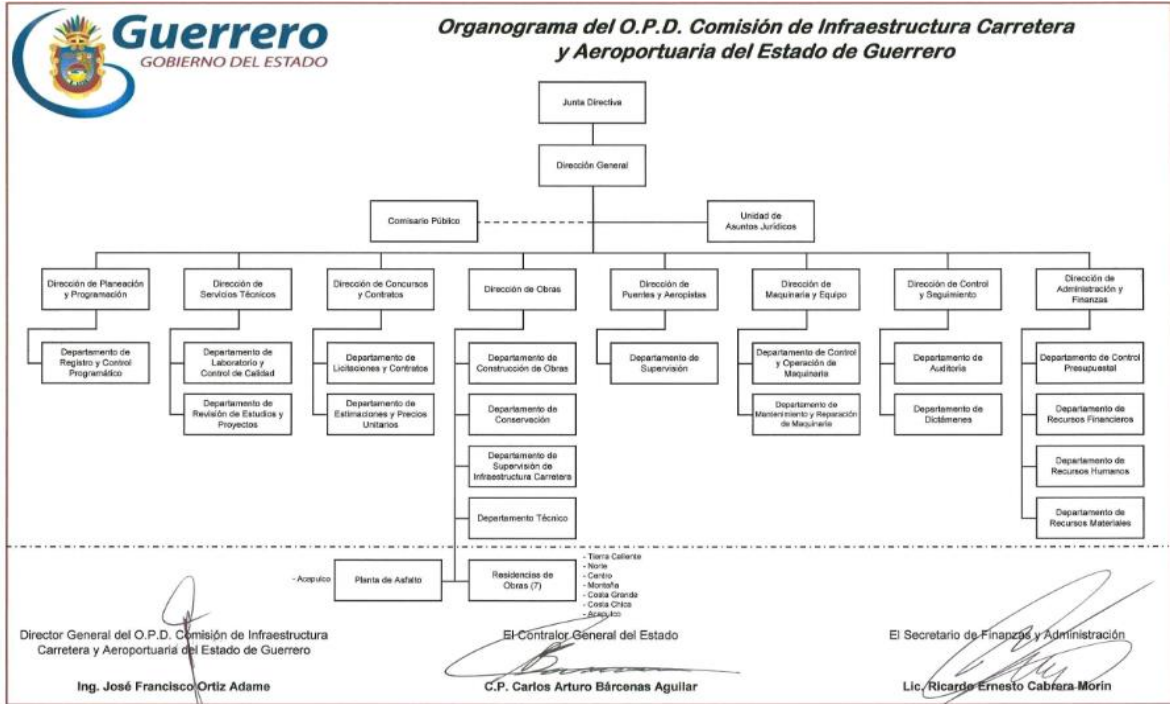 Guerrero
GOBIERNO DEL ESTADO
Organograma del O.P.D. Comisión de Infraestructura Carretera
y Aeroportuaria del Estado de Guerrero
Junta Directiva
Dirección General
Comisario Público
Unidad de
Asuntos Jurídicos
Dirección de Planeación
y Programación
Dirección de
Servicios Técnicos
Dirección de Concursos
y Contratos
Dirección de Obras
Dirección de
Puentes y Aeropistas
Dirección de
Maquinaria y Equipo
Dirección de Control
y Seguimiento
Dirección de
Administración y
Finanzas
Departamento de
Registro y Control
Programático
Departamento de
Laboratorio y
Control de Calidad
Departamento de
Licitaciones y Contratos
Departamento de
Construcción de Obras
Departamento de
Supervisión
Departamento de Control
y Operación de
Maquinaria
Departamento de
Auditoría
Departamento de Control
Presupuestal
Departamento de
Revisión de Estudios y
Proyectos
Departamento de
Estimaciones y Precios
Unitarios
Departamento de
Conservación
Departamento de
Mantenimiento y Reparación
de Maquinaria
Departamento de
Dictámenes
Departamento de
Recursos Financieros
Departamento de
Supervisión de
Infraestructura Carretera
Departamento de
Recursos Humanos
Departamento Técnico
Departamento de
Recursos Materiales
- Acapulco
Planta de Asfalto
Residencias de
Obras (7)
- Tierra Caliente
- Norte
- Centro
- Montaña
- Costa Grande
- Costa Chica
- Acapulco
Director General del O.P.D. Comisión de Infraestructura
Carretera y Aeroportuaria del Estado de Guerrero
Ing. José Francisco Ortiz Adame
El Contralor General del Estado
C.P. Carlos Arturo Bárcenas Aguilar
El Secretario de Finanzas y Administración
Lic. Ricardo Ernesto Cabrera Morín